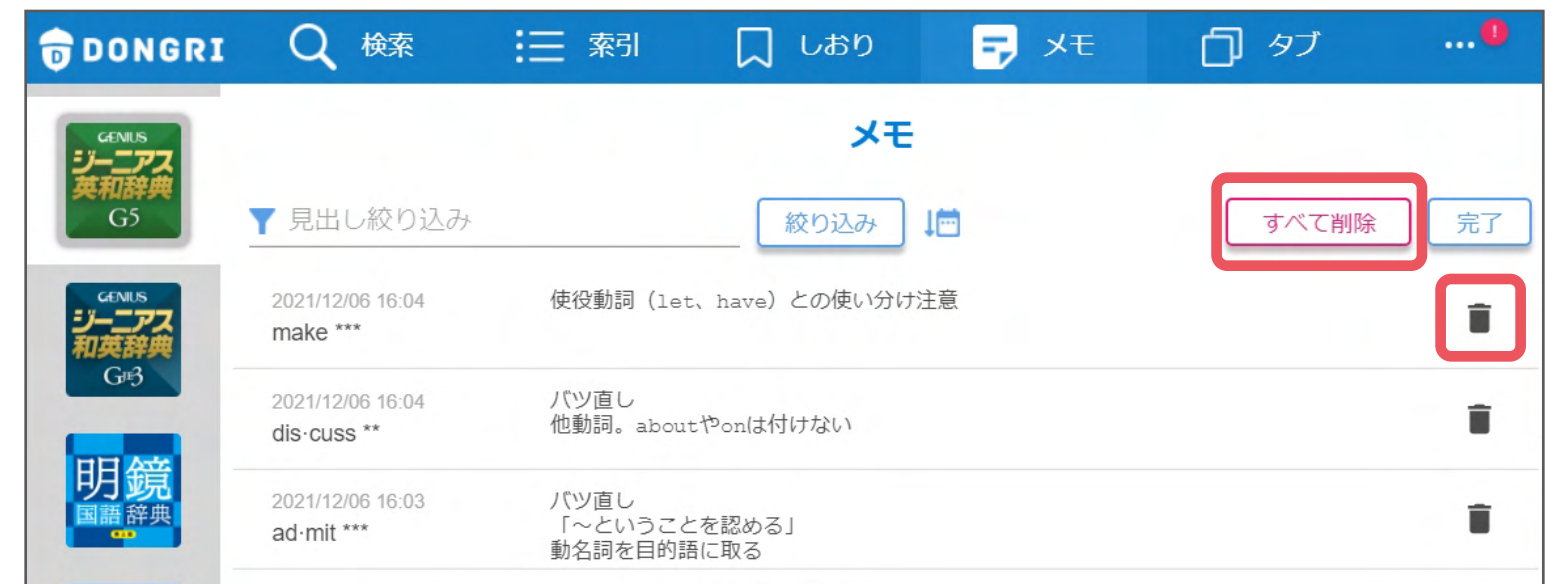 DONGRI 検索 索引 しおり メモ タブ ... !
メモ
GENIUS
ジーニアス
英和辞典
G5
見出し絞り込み 絞り込み すべて削除 完了
GENIUS
ジーニアス
和英辞典
GJE3
2021/12/06 16:04
make ***
使役動詞（let、have）との使い分け注意
2021/12/06 16:04
dis·cuss **
バツ直し
他動詞。aboutやonは付けない
明鏡
国語辞典
2021/12/06 16:03
ad·mit ***
バツ直し
「～ということを認める」
動名詞を目的語に取る